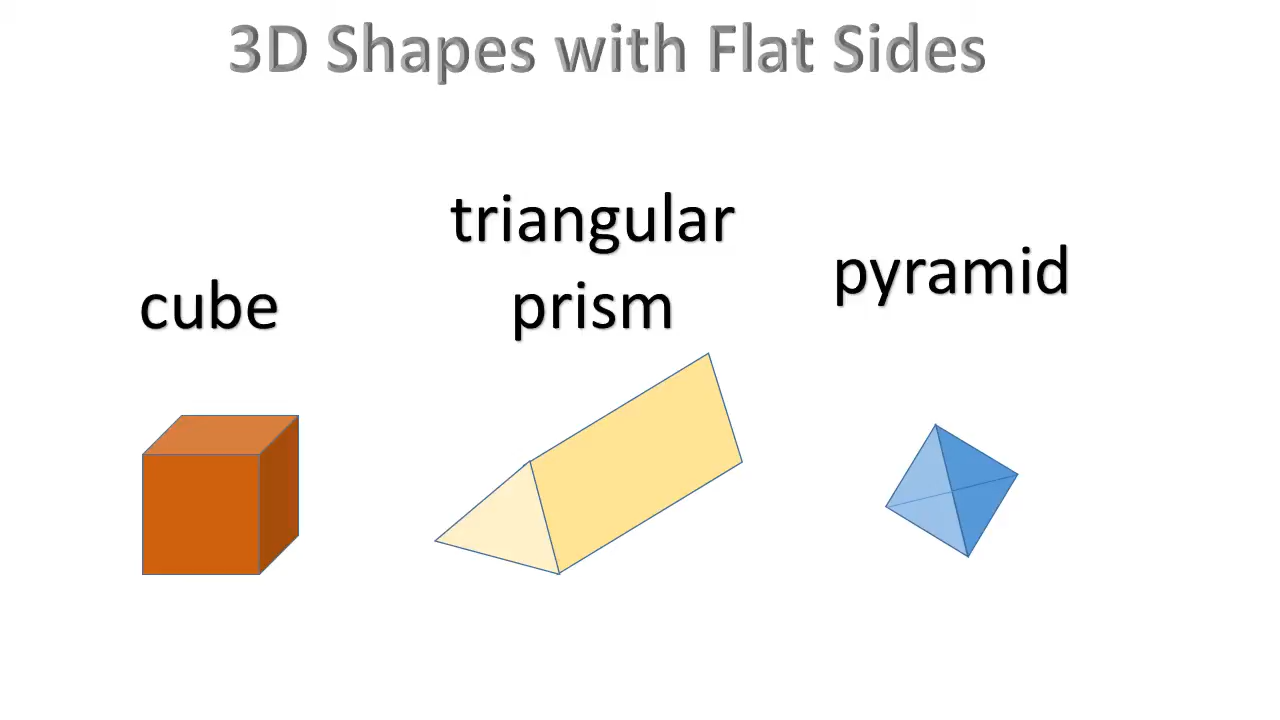 3D Shapes with Flat Sides
cube
triangular
prism
pyramid